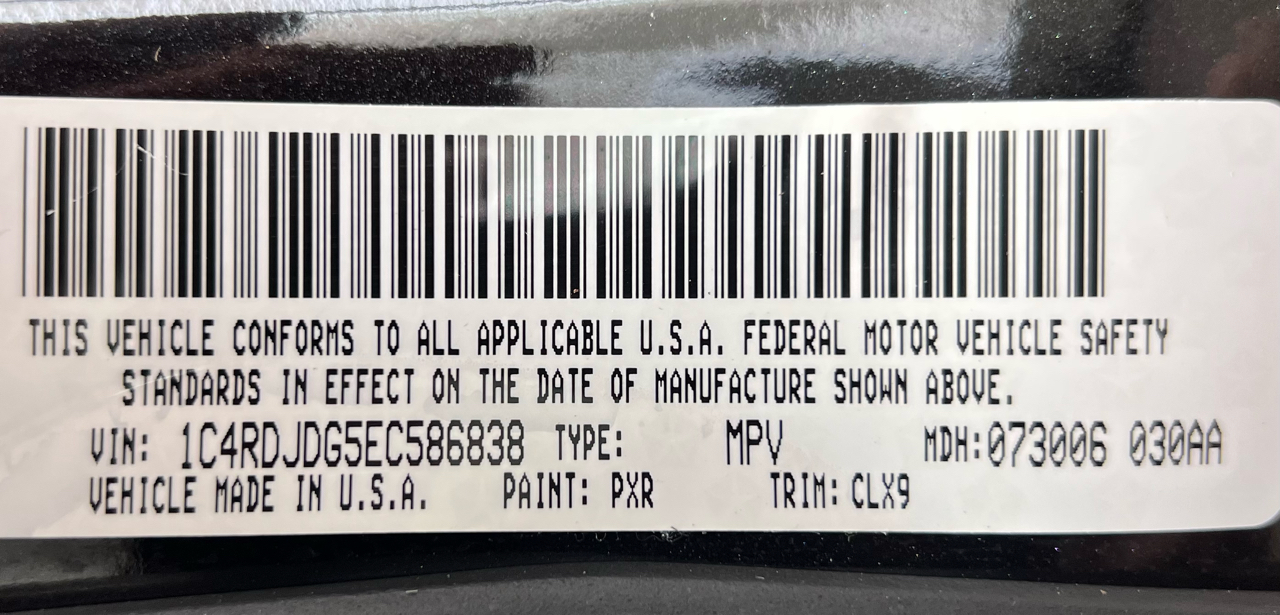 THIS VEHICLE CONFORMS TO ALL APPLICABLE U.S.A. FEDERAL MOTOR VEHICLE SAFETY
STANDARDS IN EFFECT ON THE DATE OF MANUFACTURE SHOWN ABOVE.
VIN: 1C4RDJDG5EC586838 TYPE: MPV MDH:073006 030AA
VEHICLE MADE IN U.S.A. PAINT: PXR TRIM: CLX9